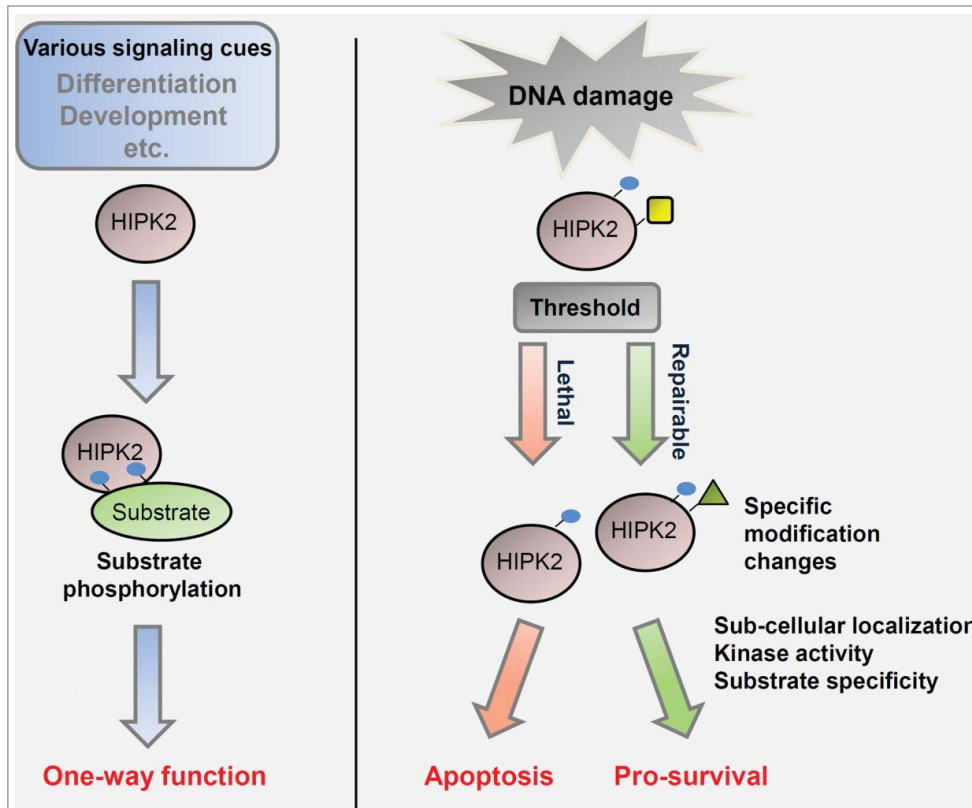 Various signaling cues
Differentiation
Development
etc.
HIPK2
HIPK2
Substrate
Substrate
phosphorylation
One-way function
DNA damage
HIPK2
Threshold
Lethal
Repairable
HIPK2
HIPK2
Specific
modification
changes
Sub-cellular localization
Kinase activity
Substrate specificity
Apoptosis
Pro-survival